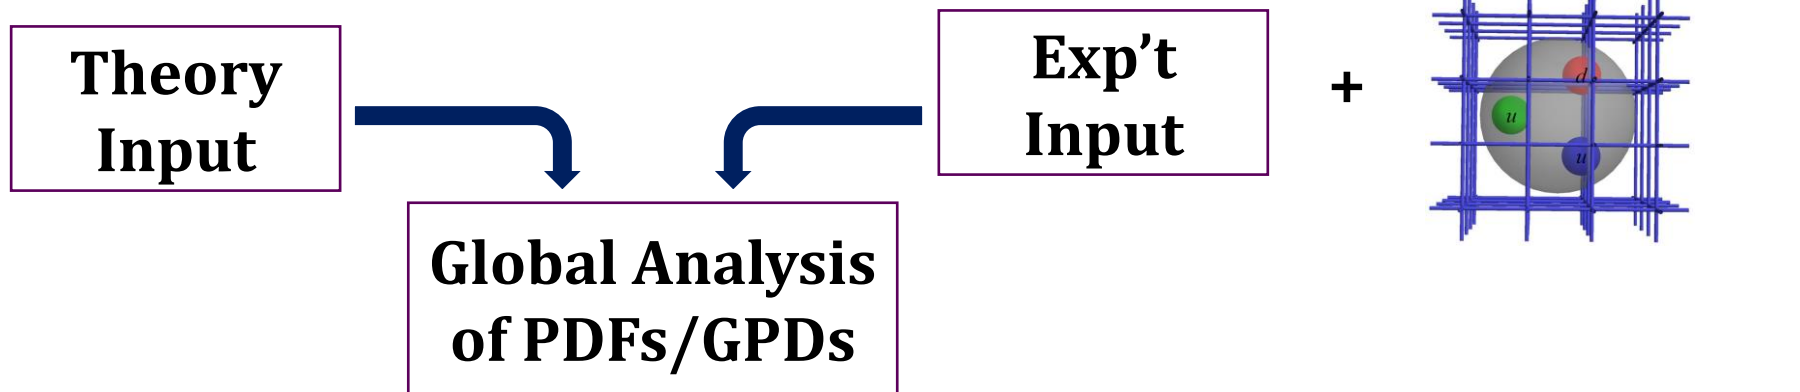 Theory
Input
Exp't
Input
+
d
u
u
Global Analysis
of PDFs/GPDs